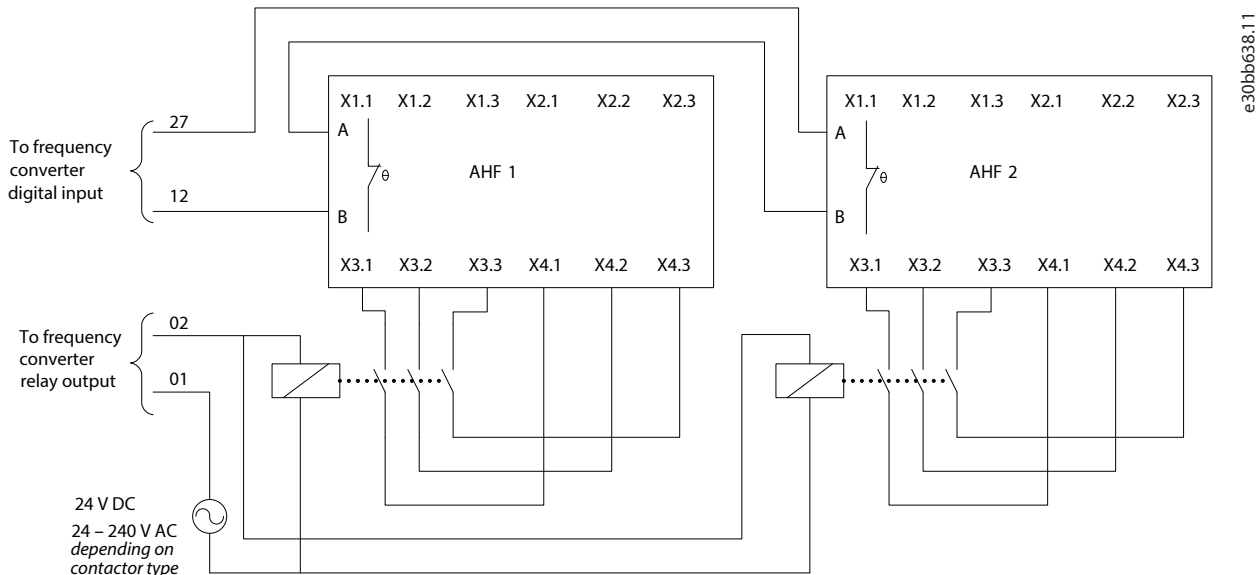 e30bb638.11
X1.1 X1.2 X1.3 X2.1 X2.2 X2.3
A
AHF 1
θ
B
X3.1 X3.2 X3.3 X4.1 X4.2 X4.3
X1.1 X1.2 X1.3 X2.1 X2.2 X2.3
A
AHF 2
θ
B
X3.1 X3.2 X3.3 X4.1 X4.2 X4.3
27
To frequency
converter
digital input
12
02
To frequency
converter
relay output
01
24 V DC
24 – 240 V AC
depending on
contactor type